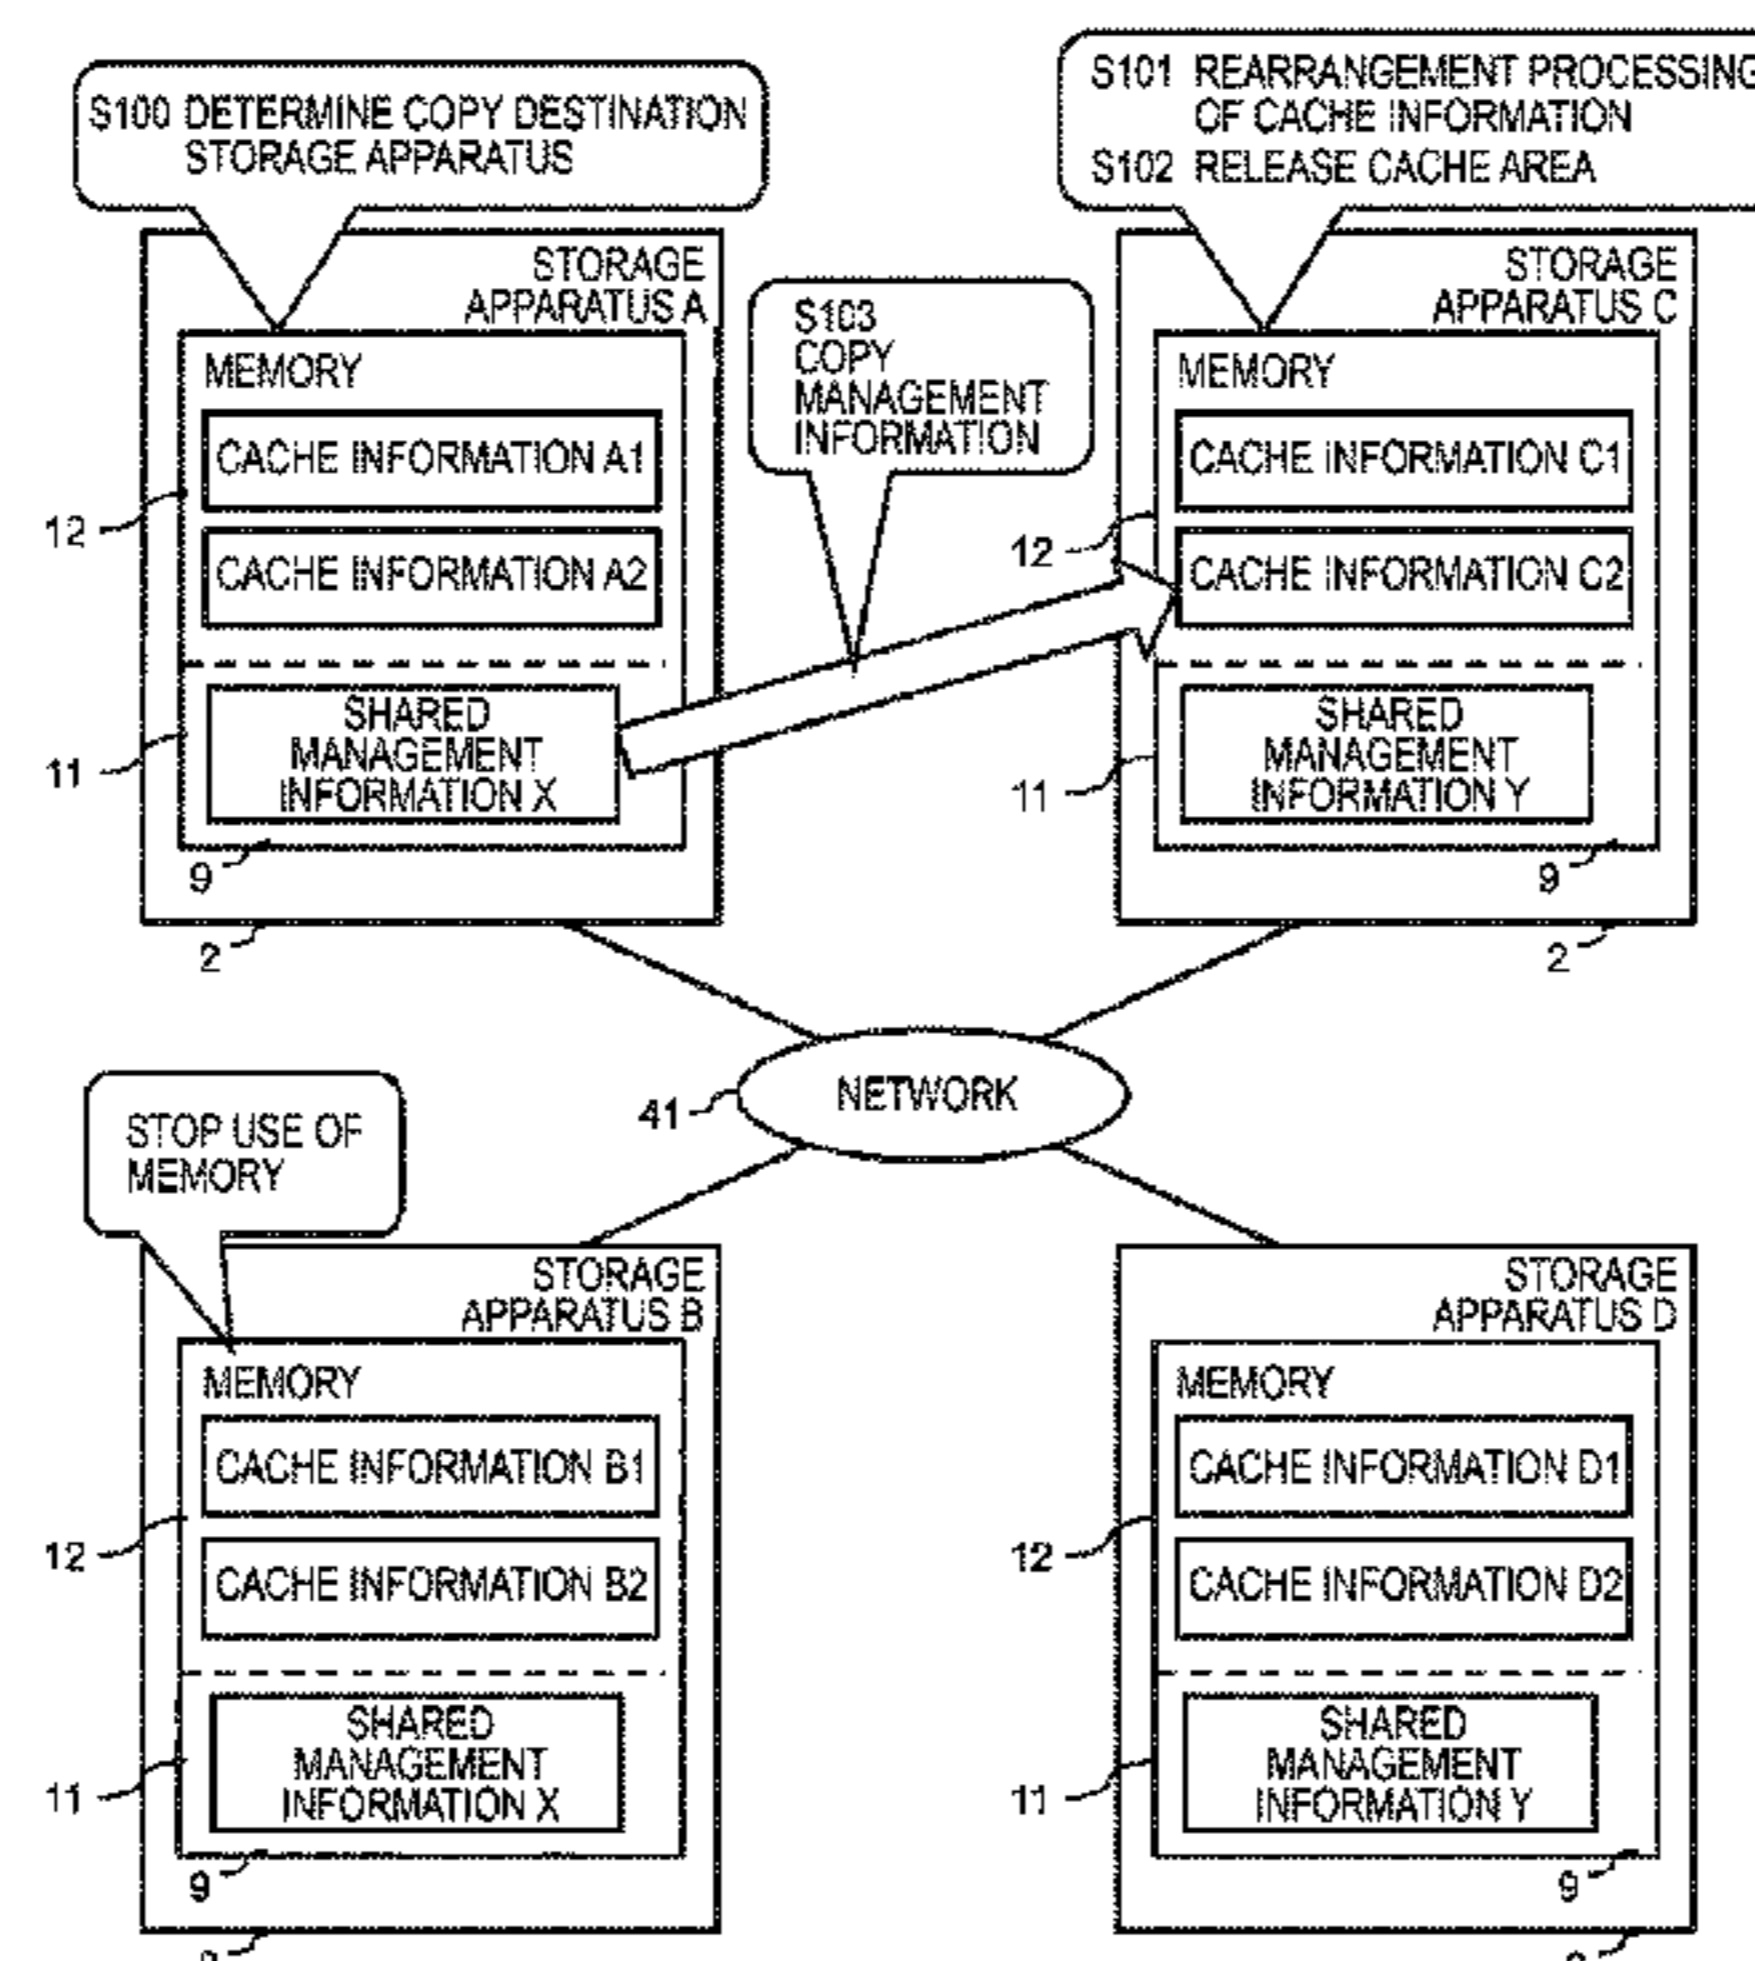 S100 DETERMINE COPY DESTINATION
STORAGE APPARATUS
S101 REARRANGEMENT PROCESSING
OF CACHE INFORMATION
S102 RELEASE CACHE AREA
STORAGE
APPARATUS A
MEMORY
CACHE INFORMATION A1
12
CACHE INFORMATION A2
SHARED
MANAGEMENT
INFORMATION X
11
9
2
S103
COPY
MANAGEMENT
INFORMATION
STORAGE
APPARATUS C
MEMORY
CACHE INFORMATION C1
12
CACHE INFORMATION C2
SHARED
MANAGEMENT
INFORMATION Y
11
9
2
41
NETWORK
STOP USE OF
MEMORY
STORAGE
APPARATUS B
MEMORY
CACHE INFORMATION B1
12
CACHE INFORMATION B2
SHARED
MANAGEMENT
INFORMATION X
11
9
STORAGE
APPARATUS D
MEMORY
CACHE INFORMATION D1
12
CACHE INFORMATION D2
SHARED
MANAGEMENT
INFORMATION Y
11
9